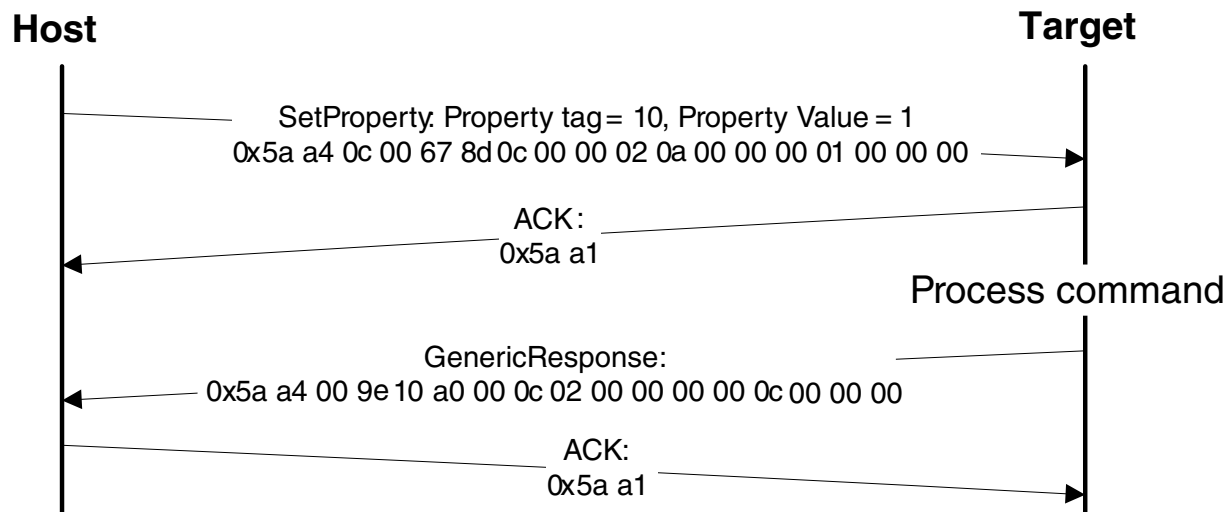 Host
Target
SetProperty: Property tag = 10, Property Value = 1
0x5a a4 0c 00 67 8d 0c 00 00 02 0a 00 00 00 01 00 00 00
ACK:
0x5a a1
Process command
GenericResponse:
0x5a a4 00 9e 10 a0 00 0c 02 00 00 00 00 0c 00 00 00
ACK:
0x5a a1